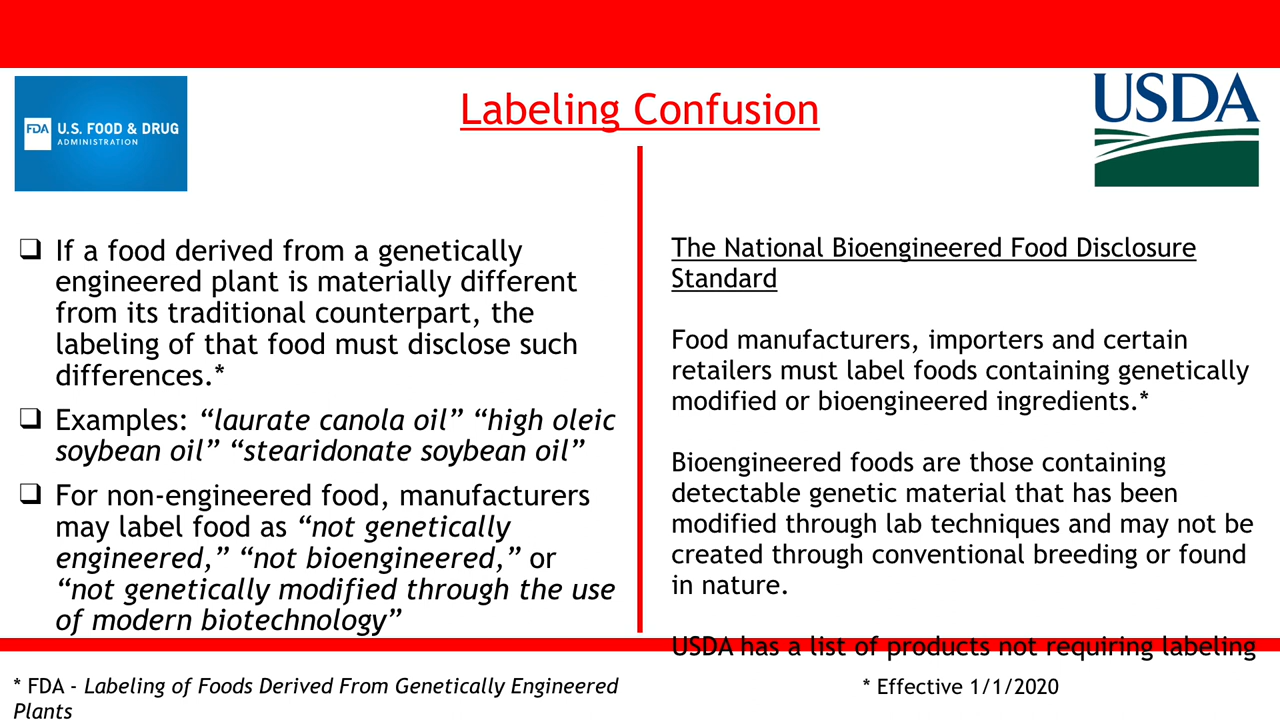 Labeling Confusion
FDA U.S. FOOD & DRUG
ADMINISTRATION
USDA
❑ If a food derived from a genetically
engineered plant is materially different
from its traditional counterpart, the
labeling of that food must disclose such
differences.*
❑ Examples: “laurate canola oil” “high oleic
soybean oil” “stearidonate soybean oil”
❑ For non-engineered food, manufacturers
may label food as “not genetically
engineered,” “not bioengineered,” or
“not genetically modified through the use
of modern biotechnology”
The National Bioengineered Food Disclosure
Standard
Food manufacturers, importers and certain
retailers must label foods containing genetically
modified or bioengineered ingredients.*
Bioengineered foods are those containing
detectable genetic material that has been
modified through lab techniques and may not be
created through conventional breeding or found
in nature.
USDA has a list of products not requiring labeling
* FDA - Labeling of Foods Derived From Genetically Engineered
Plants
* Effective 1/1/2020